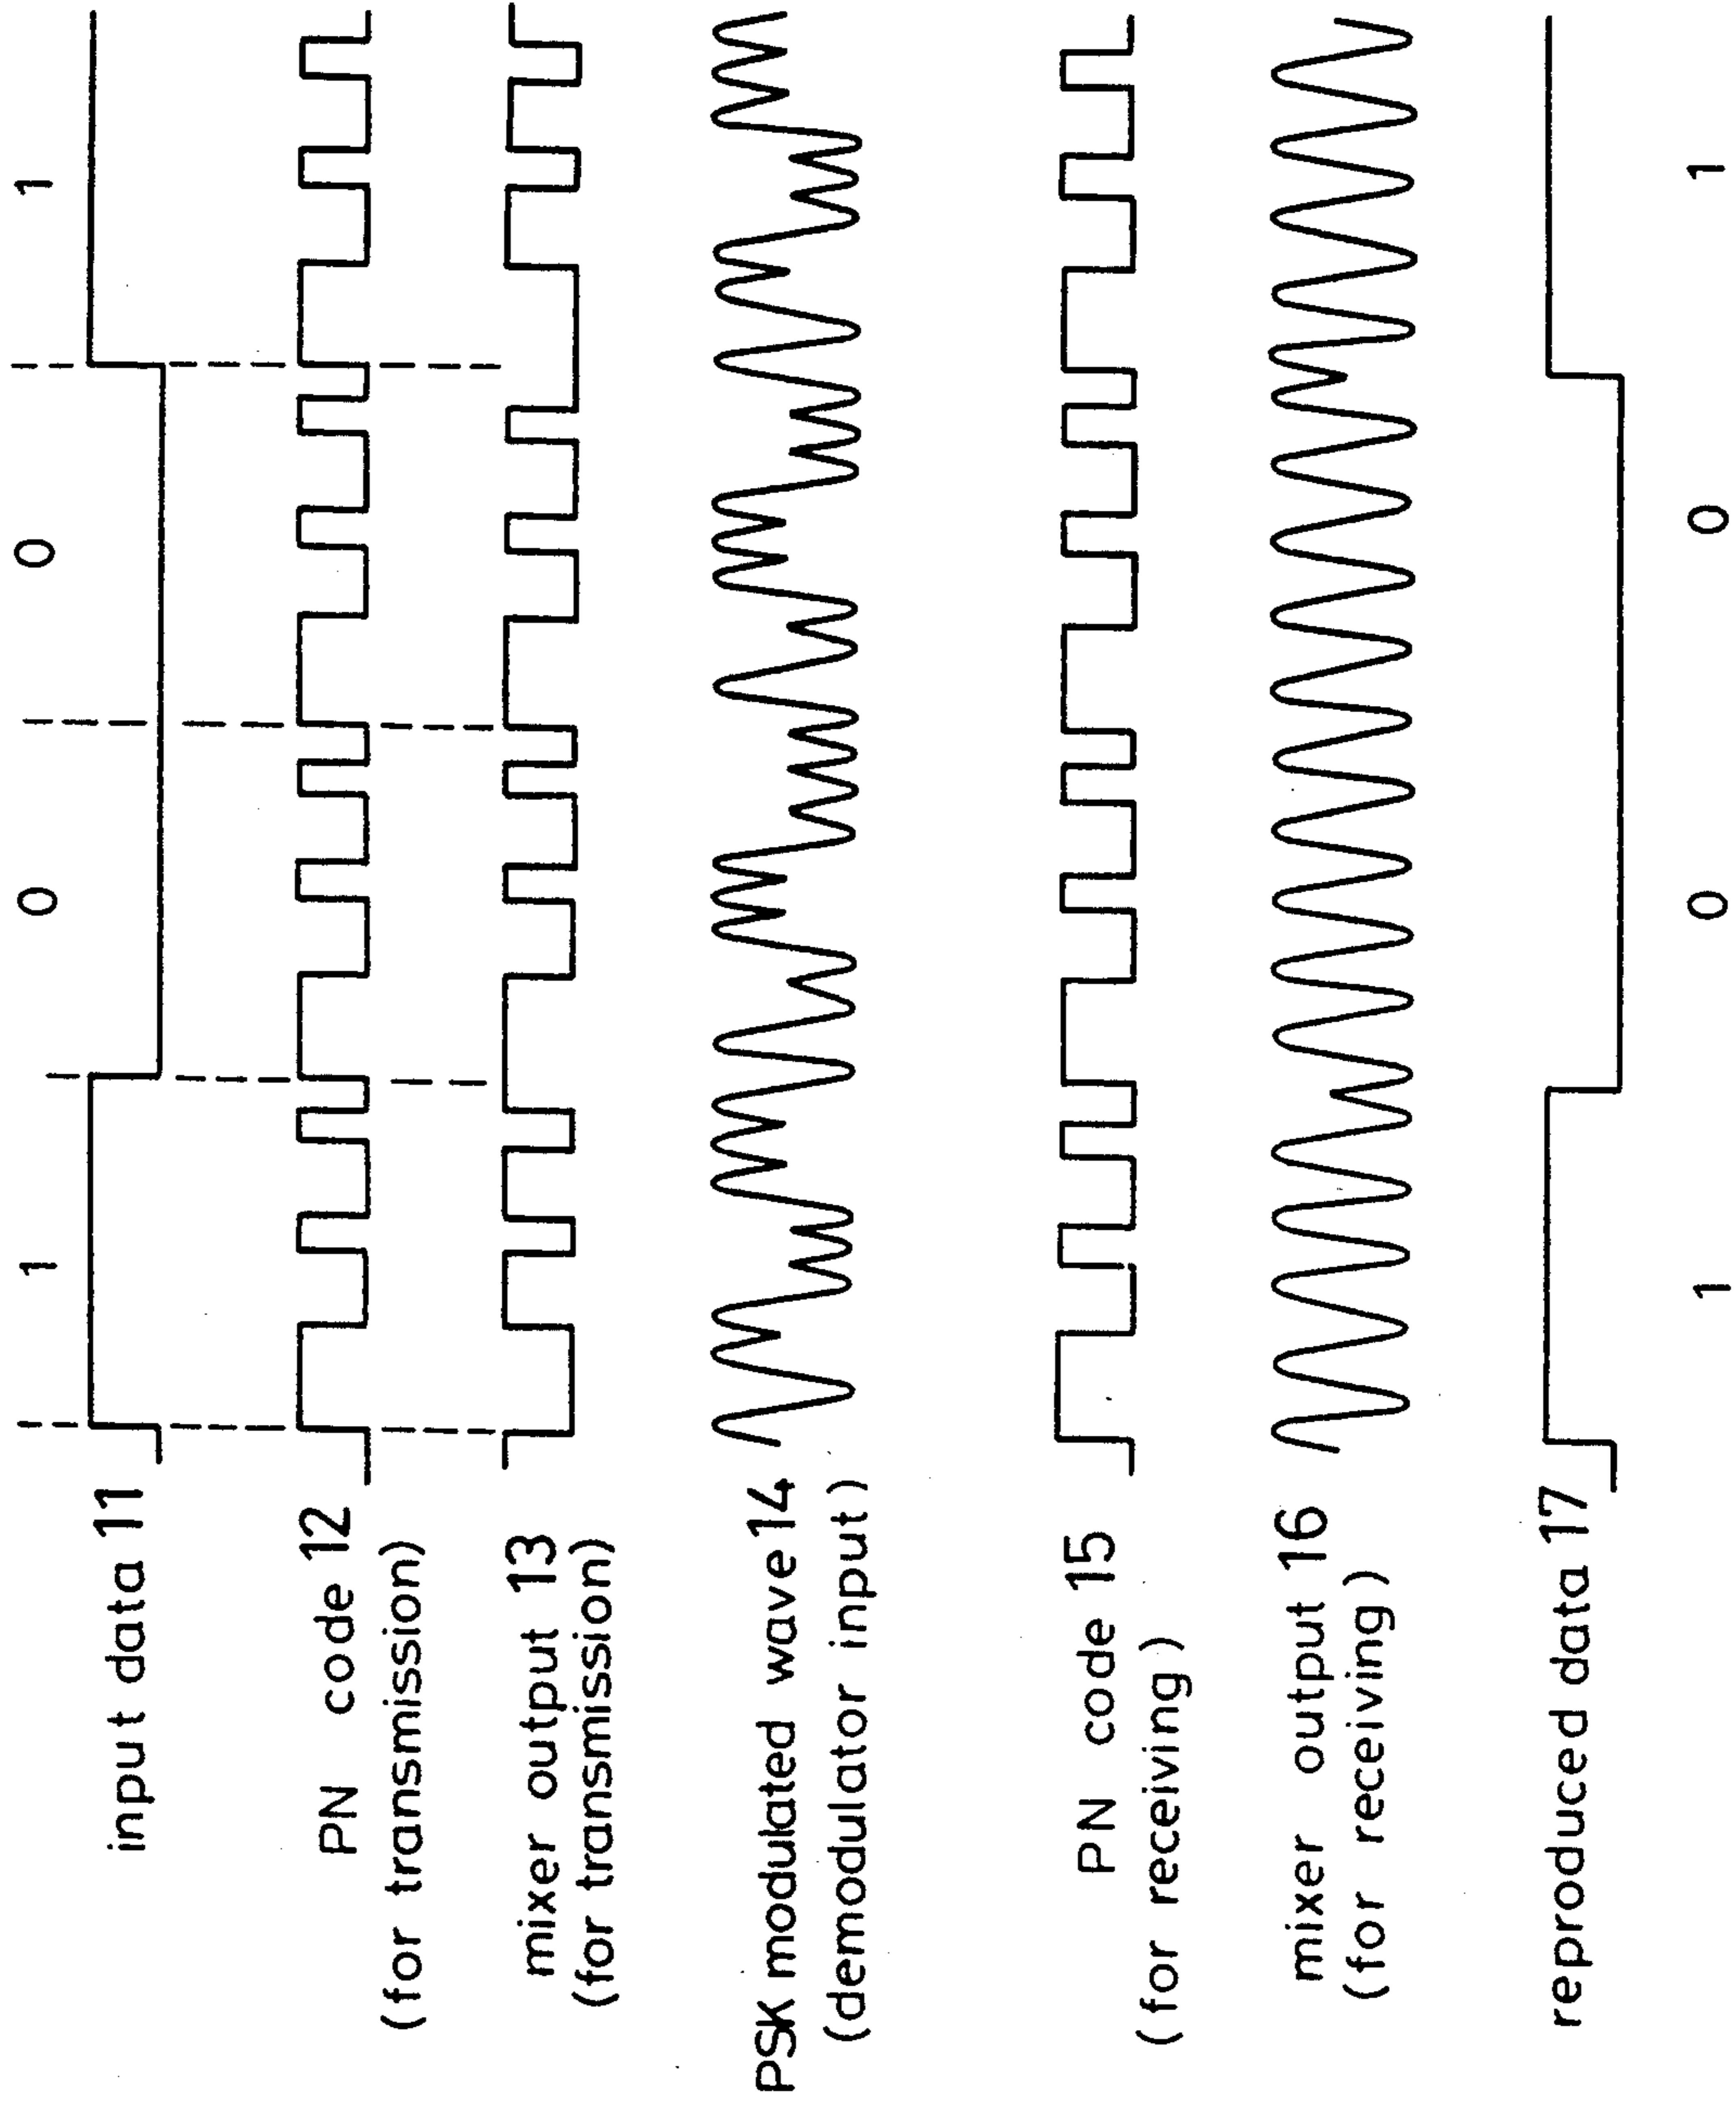 1 0 0 1
input data 11
PN code 12
(for transmission)
mixer output 13
(for transmission)
PSK modulated wave 14
(demodulator input)
PN code 15
(for receiving)
mixer output 16
(for receiving)
reproduced data 17
1 0 0 1